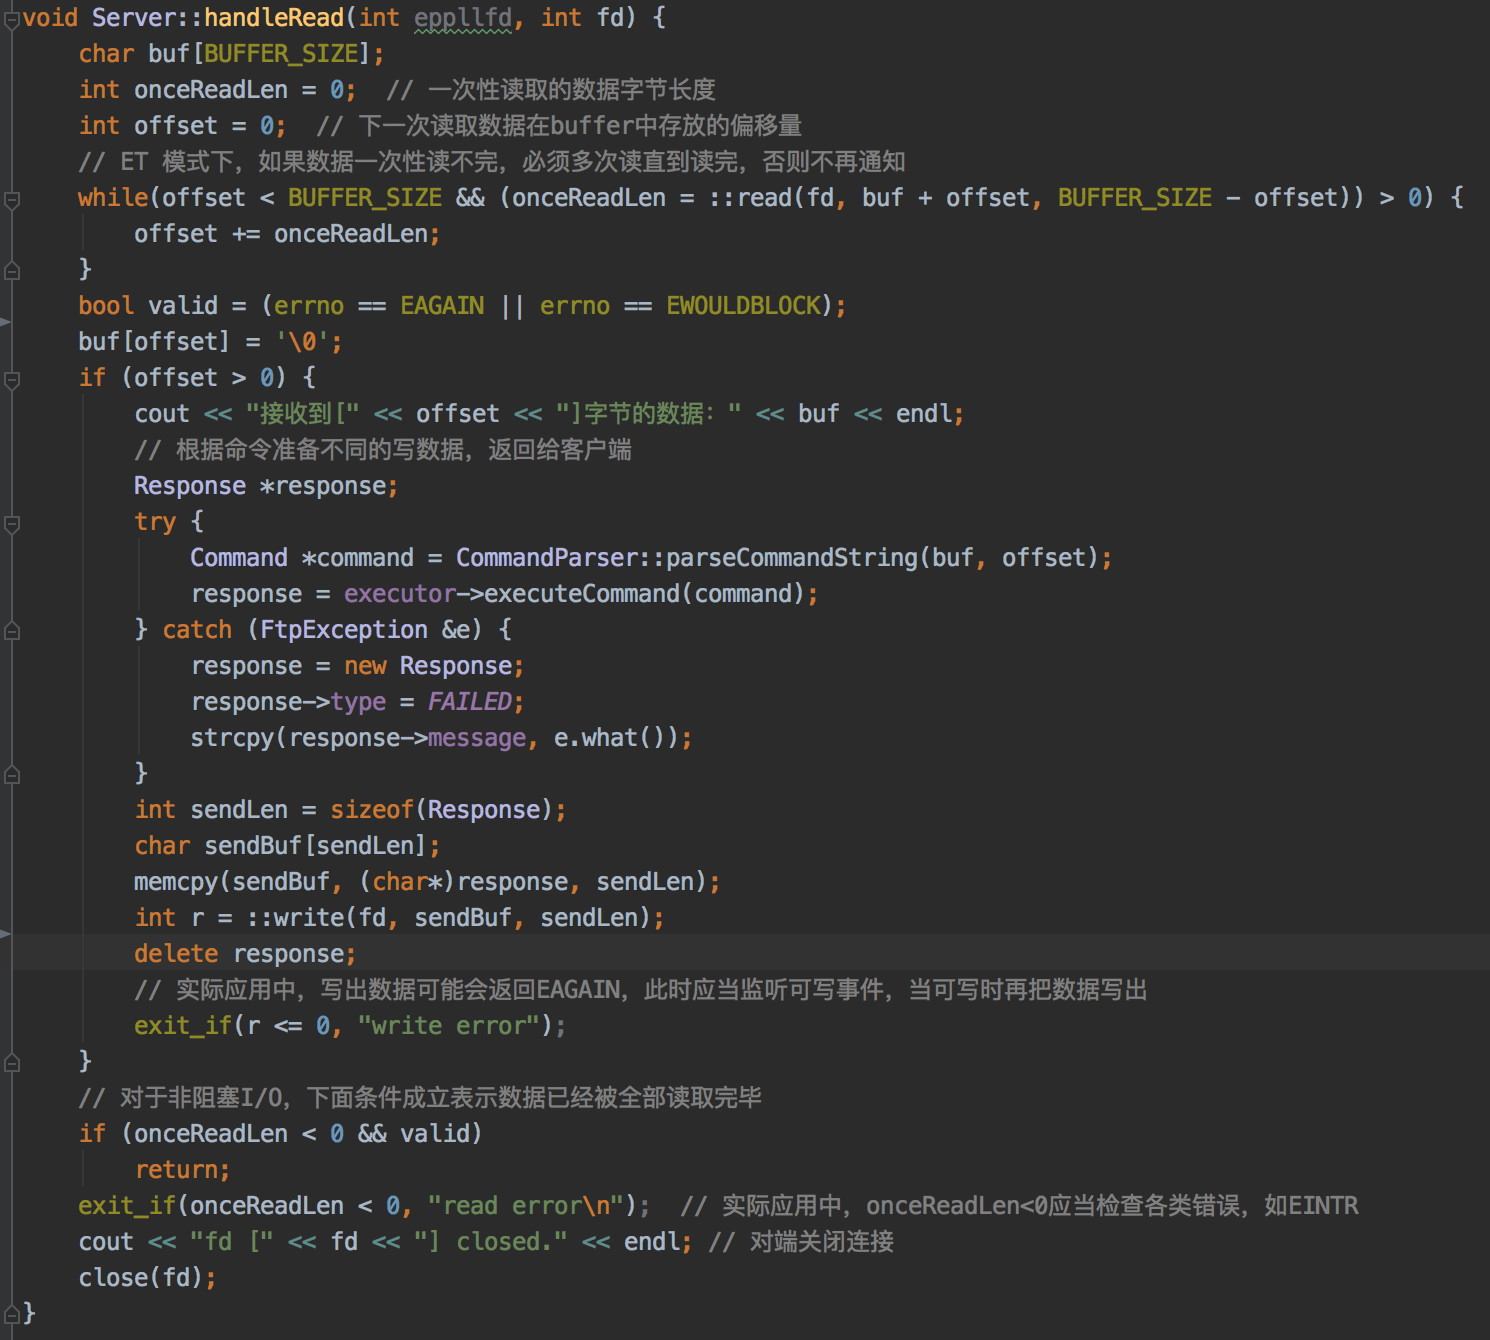 void Server::handleRead(int eppllfd, int fd) {
    char buf[BUFFER_SIZE];
    int onceReadLen = 0;  // 一次性读取的数据字节长度
    int offset = 0;  // 下一次读取数据在buffer中存放的偏移量
    // ET 模式下，如果数据一次性读不完，必须多次读直到读完，否则不再通知
    while(offset < BUFFER_SIZE && (onceReadLen = ::read(fd, buf + offset, BUFFER_SIZE - offset)) > 0) {
        offset += onceReadLen;
    }
    bool valid = (errno == EAGAIN || errno == EWOULDBLOCK);
    buf[offset] = '\0';
    if (offset > 0) {
        cout << "接收到[" << offset << "]字节的数据：" << buf << endl;
        // 根据命令准备不同的写数据，返回给客户端
        Response *response;
        try {
            Command *command = CommandParser::parseCommandString(buf, offset);
            response = executor->executeCommand(command);
        } catch (FtpException &e) {
            response = new Response;
            response->type = FAILED;
            strcpy(response->message, e.what());
        }
        int sendLen = sizeof(Response);
        char sendBuf[sendLen];
        memcpy(sendBuf, (char*)response, sendLen);
        int r = ::write(fd, sendBuf, sendLen);
        delete response;
        // 实际应用中，写出数据可能会返回EAGAIN，此时应当监听可写事件，当可写时再把数据写出
        exit_if(r <= 0, "write error");
    }
    // 对于非阻塞I/O，下面条件成立表示数据已经被全部读取完毕
    if (onceReadLen < 0 && valid)
        return;
    exit_if(onceReadLen < 0, "read error\n");  // 实际应用中，onceReadLen<0应当检查各类错误，如EINTR
    cout << "fd [" << fd << "] closed." << endl; // 对端关闭连接
    close(fd);
}